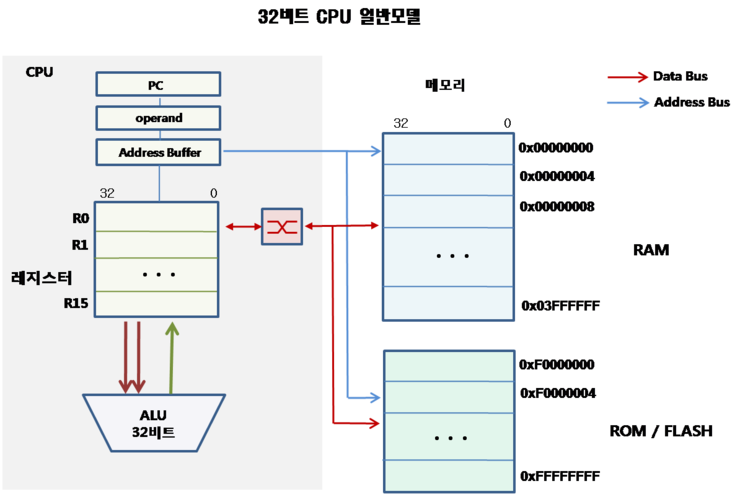 32비트 CPU 일반모델
CPU
PC
operand
Address Buffer
32 0
R0
R1
레지스터
• • •
R15
ALU
32비트
메모리
32 0
0x00000000
0x00000004
0x00000008
• • •
RAM
0x03FFFFFF
0xF0000000
0xF0000004
• • •
ROM / FLASH
0xFFFFFFFF
Data Bus
Address Bus